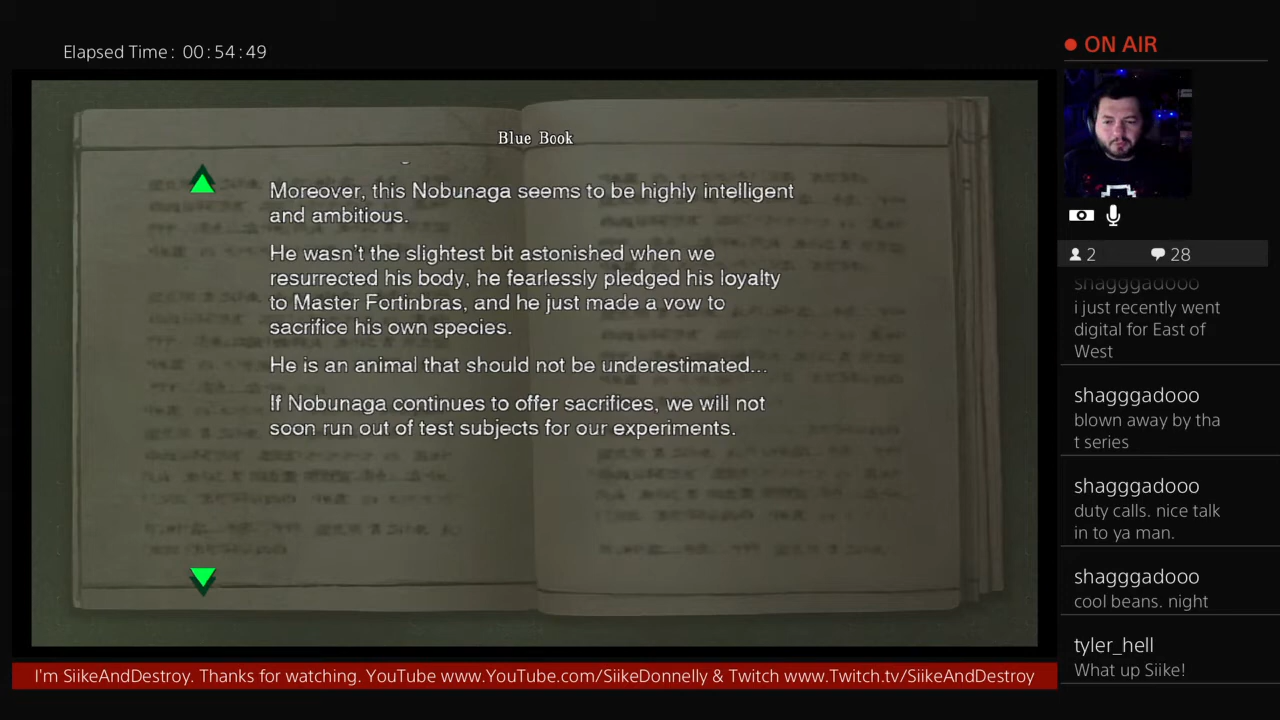 Elapsed Time: 00:54:49
ON AIR
Blue Book
Moreover, this Nobunaga seems to be highly intelligent
and ambitious.
He wasn't the slightest bit astonished when we
resurrected his body, he fearlessly pledged his loyalty
to Master Fortinbras, and he just made a vow to
sacrifice his own species.
He is an animal that should not be underestimated...
If Nobunaga continues to offer sacrifices, we will not
soon run out of test subjects for our experiments.
2
28
shagggadooo
i just recently went
digital for East of
West
shagggadooo
blown away by tha
t series
shagggadooo
duty calls. nice talk
in to ya man.
shagggadooo
cool beans. night
tyler_hell
What up Siike!
I'm SiikeAndDestroy. Thanks for watching. YouTube www.YouTube.com/SiikeDonnelly & Twitch www.Twitch.tv/SiikeAndDestroy